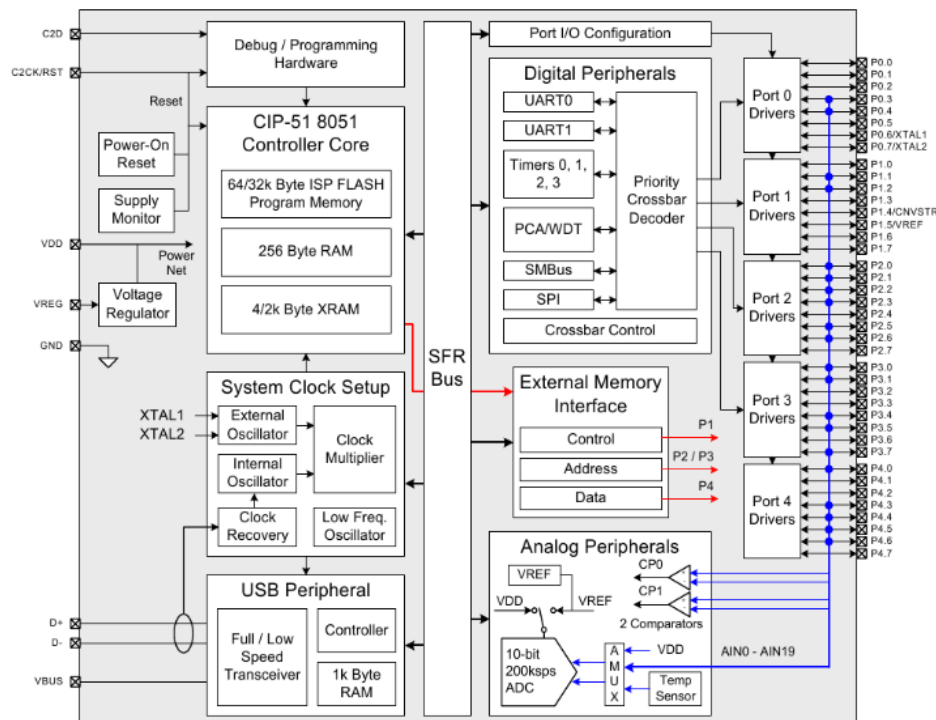 C2D
C2CK/RST
Reset
Power-On
Reset
Supply
Monitor
VDD
Power
Net
VREG
Voltage
Regulator
GND
Debug / Programming
Hardware
CIP-51 8051
Controller Core
64/32k Byte ISP FLASH
Program Memory
256 Byte RAM
4/2k Byte XRAM
System Clock Setup
XTAL1
XTAL2
External
Oscillator
Internal
Oscillator
Clock
Multiplier
Clock
Recovery
Low Freq.
Oscillator
USB Peripheral
D+
D-
VBUS
Full / Low
Speed
Transceiver
Controller
1k Byte
RAM
SFR
Bus
Port I/O Configuration
Digital Peripherals
UART0
UART1
Timers 0, 1,
2, 3
PCA/WDT
SMBus
SPI
Priority
Crossbar
Decoder
Crossbar Control
External Memory
Interface
Control
Address
Data
P1
P2 / P3
P4
Analog Peripherals
VREF
VDD
VREF
CP0
+
-
CP1
+
-
2 Comparators
10-bit
200ksps
ADC
A
M
U
X
VDD
Temp
Sensor
AIN0 - AIN19
Port 0
Drivers
Port 1
Drivers
Port 2
Drivers
Port 3
Drivers
Port 4
Drivers
P0.0
P0.1
P0.2
P0.3
P0.4
P0.5
P0.6/XTAL1
P0.7/XTAL2
P1.0
P1.1
P1.2
P1.3
P1.4/CNVSTR
P1.5/VREF
P1.6
P1.7
P2.0
P2.1
P2.2
P2.3
P2.4
P2.5
P2.6
P2.7
P3.0
P3.1
P3.2
P3.3
P3.4
P3.5
P3.6
P3.7
P4.0
P4.1
P4.2
P4.3
P4.4
P4.5
P4.6
P4.7